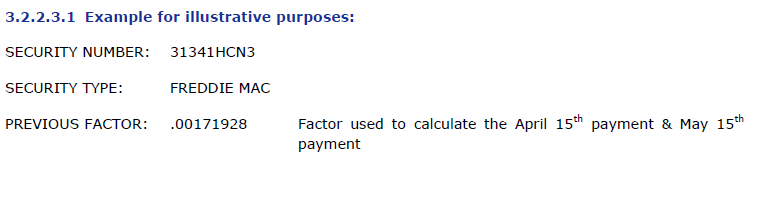 3.2.2.3.1 Example for illustrative purposes:
SECURITY NUMBER: 31341HCN3
SECURITY TYPE: FREDDIE MAC
PREVIOUS FACTOR: .00171928 Factor used to calculate the April 15th payment & May 15th
payment